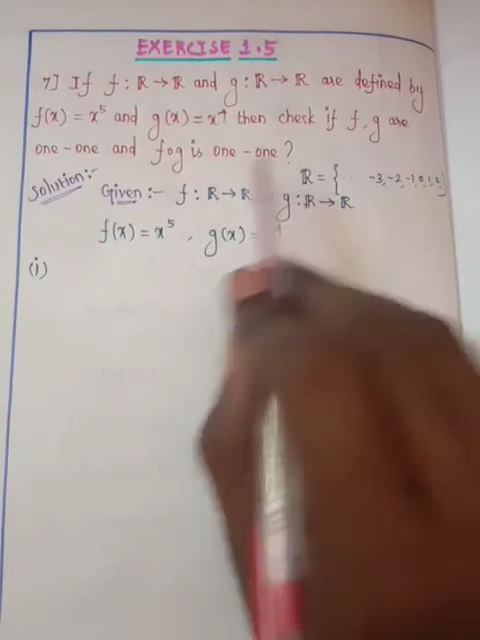 EXERCISE 1.5
7] If f : ℝ → ℝ and g : ℝ → ℝ are defined by
f(x) = x⁵ and g(x) = x⁴ then check if f, g are
one-one and fog is one-one?
Solution:-
ℝ = { .. -3, -2, -1, 0, 1, 2,
Given :- f : ℝ → ℝ g : ℝ → ℝ
f(x) = x⁵ , g(x) =
(i)